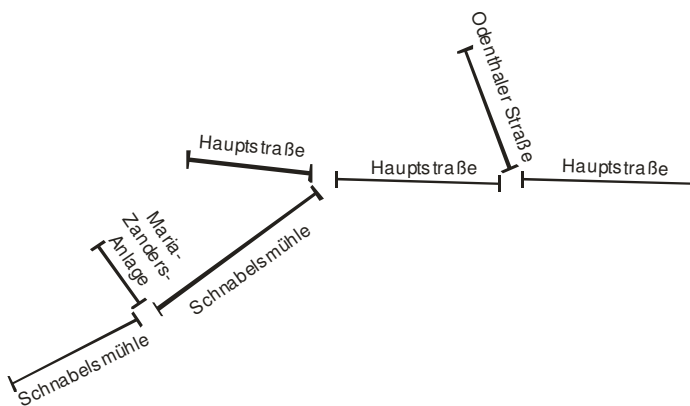 Odenthaler Straße
Hauptstraße
Hauptstraße
Hauptstraße
Maria-
Zanders-
Anlage
Schnabelsmühle
Schnabelsmühle